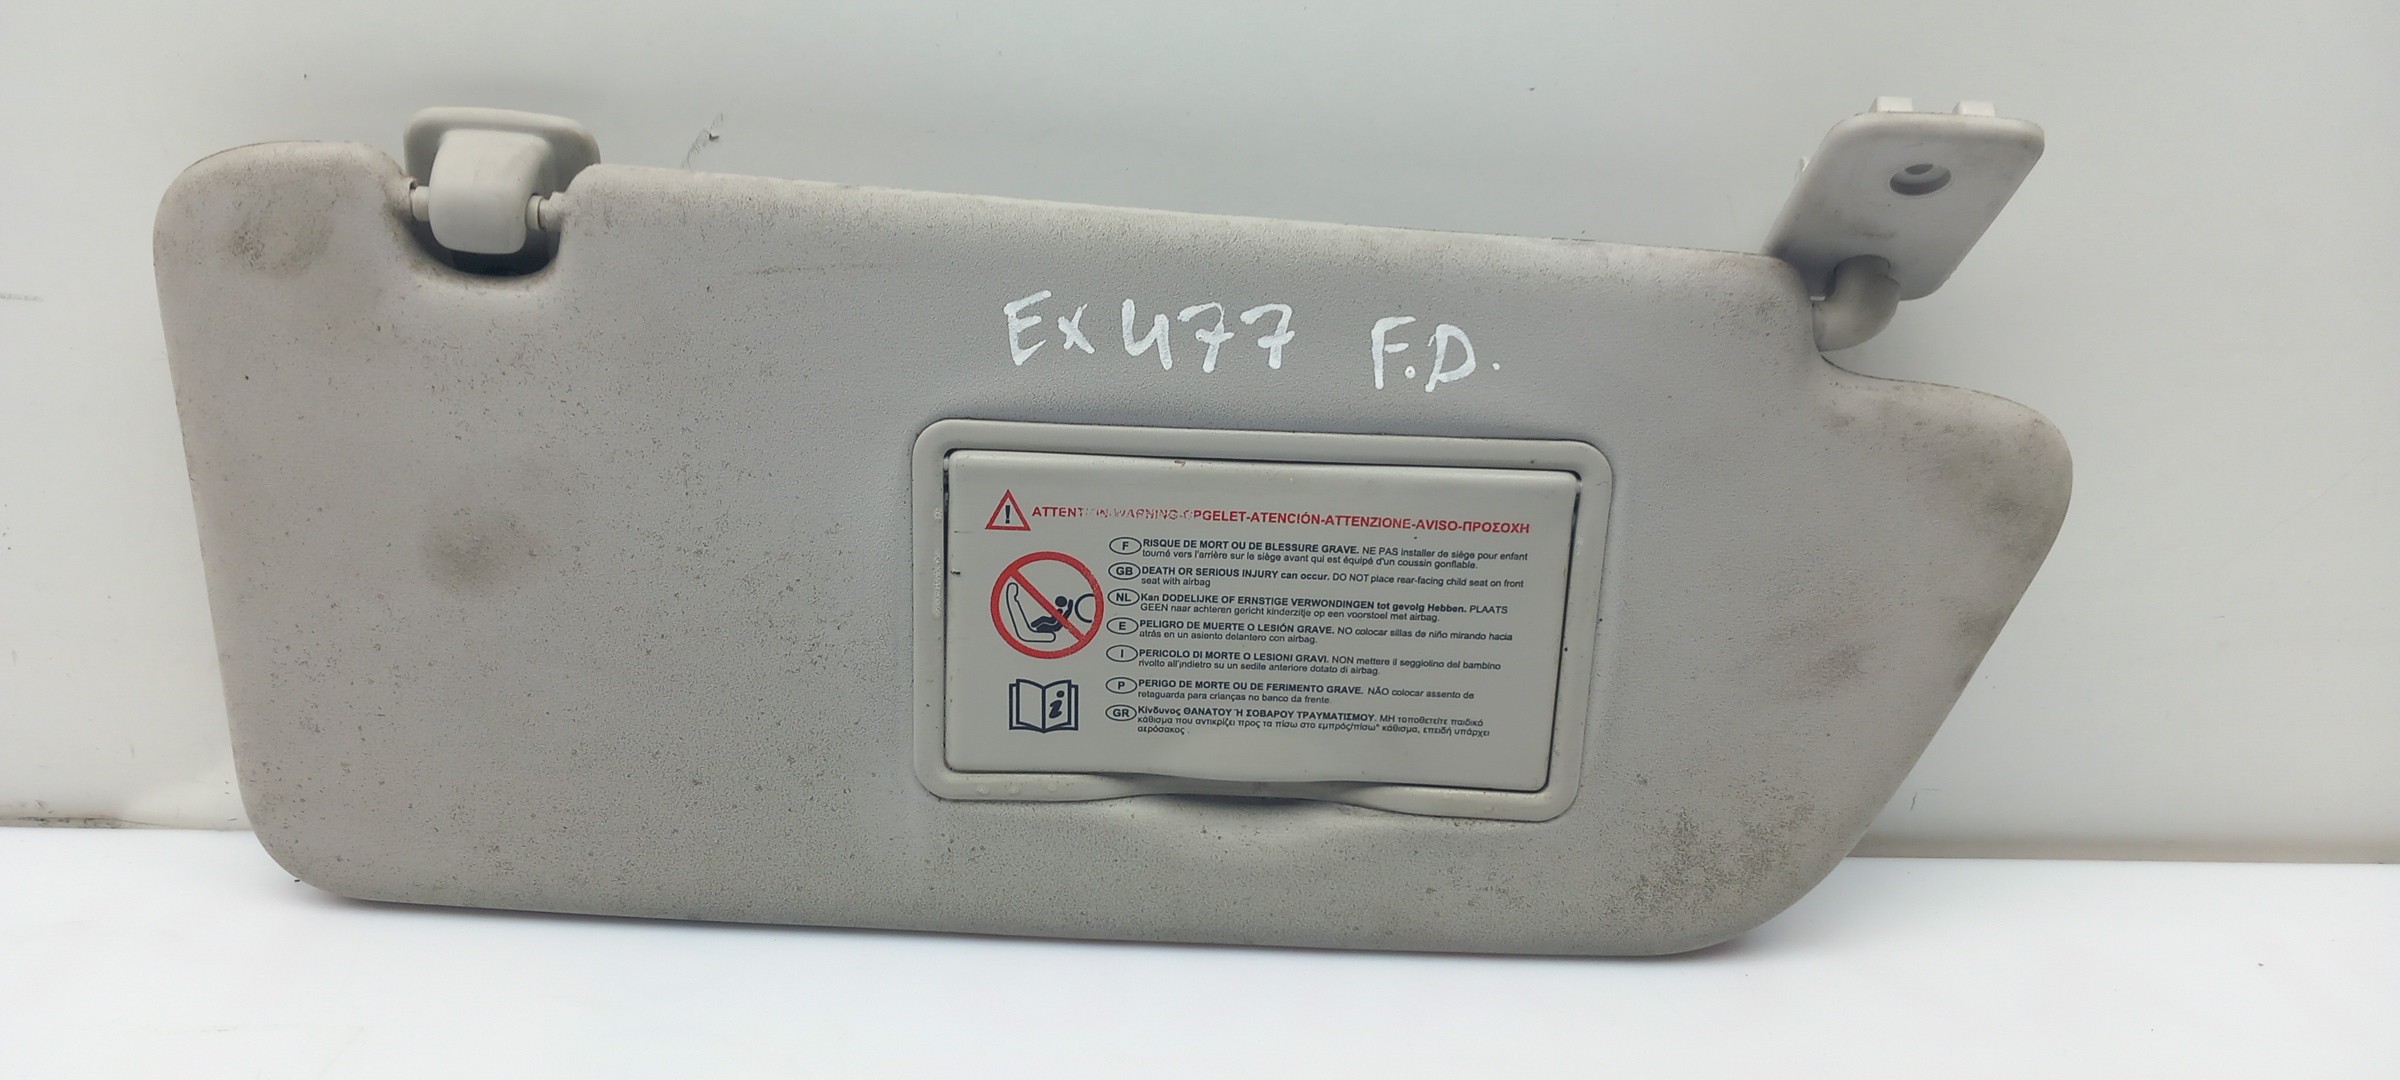 Ex477 F.D.
ATTENTION-WARNING-OPGELET-ATENCIÓN-ATTENZIONE-AVISO-ΠΡΟΣΟΧΗ
F RISQUE DE MORT OU DE BLESSURE GRAVE. NE PAS installer de siège pour enfant
tourné vers l'arrière sur le siège avant qui est équipé d'un coussin gonflable.
GB DEATH OR SERIOUS INJURY can occur. DO NOT place rear-facing child seat on front
seat with airbag
NL Kan DODELIJKE OF ERNSTIGE VERWONDINGEN tot gevolg Hebben. PLAATS
GEEN naar achteren gericht kinderzitje op een voorstoel met airbag.
E PELIGRO DE MUERTE O LESIÓN GRAVE. NO colocar sillas de niño mirando hacia
atrás en un asiento delantero con airbag.
I PERICOLO DI MORTE O LESIONI GRAVI. NON mettere il seggiolino del bambino
rivolto all'indietro su un sedile anteriore dotato di airbag.
P PERIGO DE MORTE OU DE FERIMENTO GRAVE. NÃO colocar assento de
retaguarda para crianças no banco da frente.
GR Κίνδυνος ΘΑΝΑΤΟΥ Ή ΣΟΒΑΡΟΥ ΤΡΑΥΜΑΤΙΣΜΟΥ. ΜΗ τοποθετείτε παιδικό
κάθισμα που αντικρίζει προς τα πίσω στο εμπρός/πίσω* κάθισμα, επειδή υπάρχει
αερόσακος .